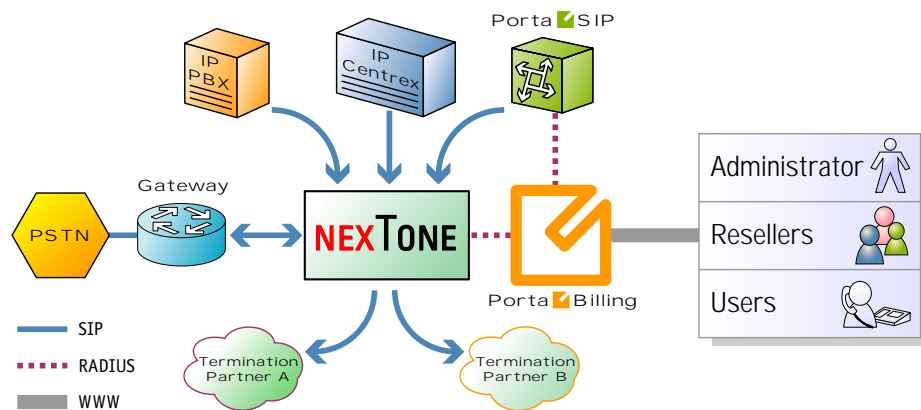 Porta SIP
IP
PBX
IP
Centrex
Administrator
Gateway
PSTN
NEXTONE
Resellers
Porta Billing
Users
SIP
RADIUS
WWW
Termination
Partner A
Termination
Partner B